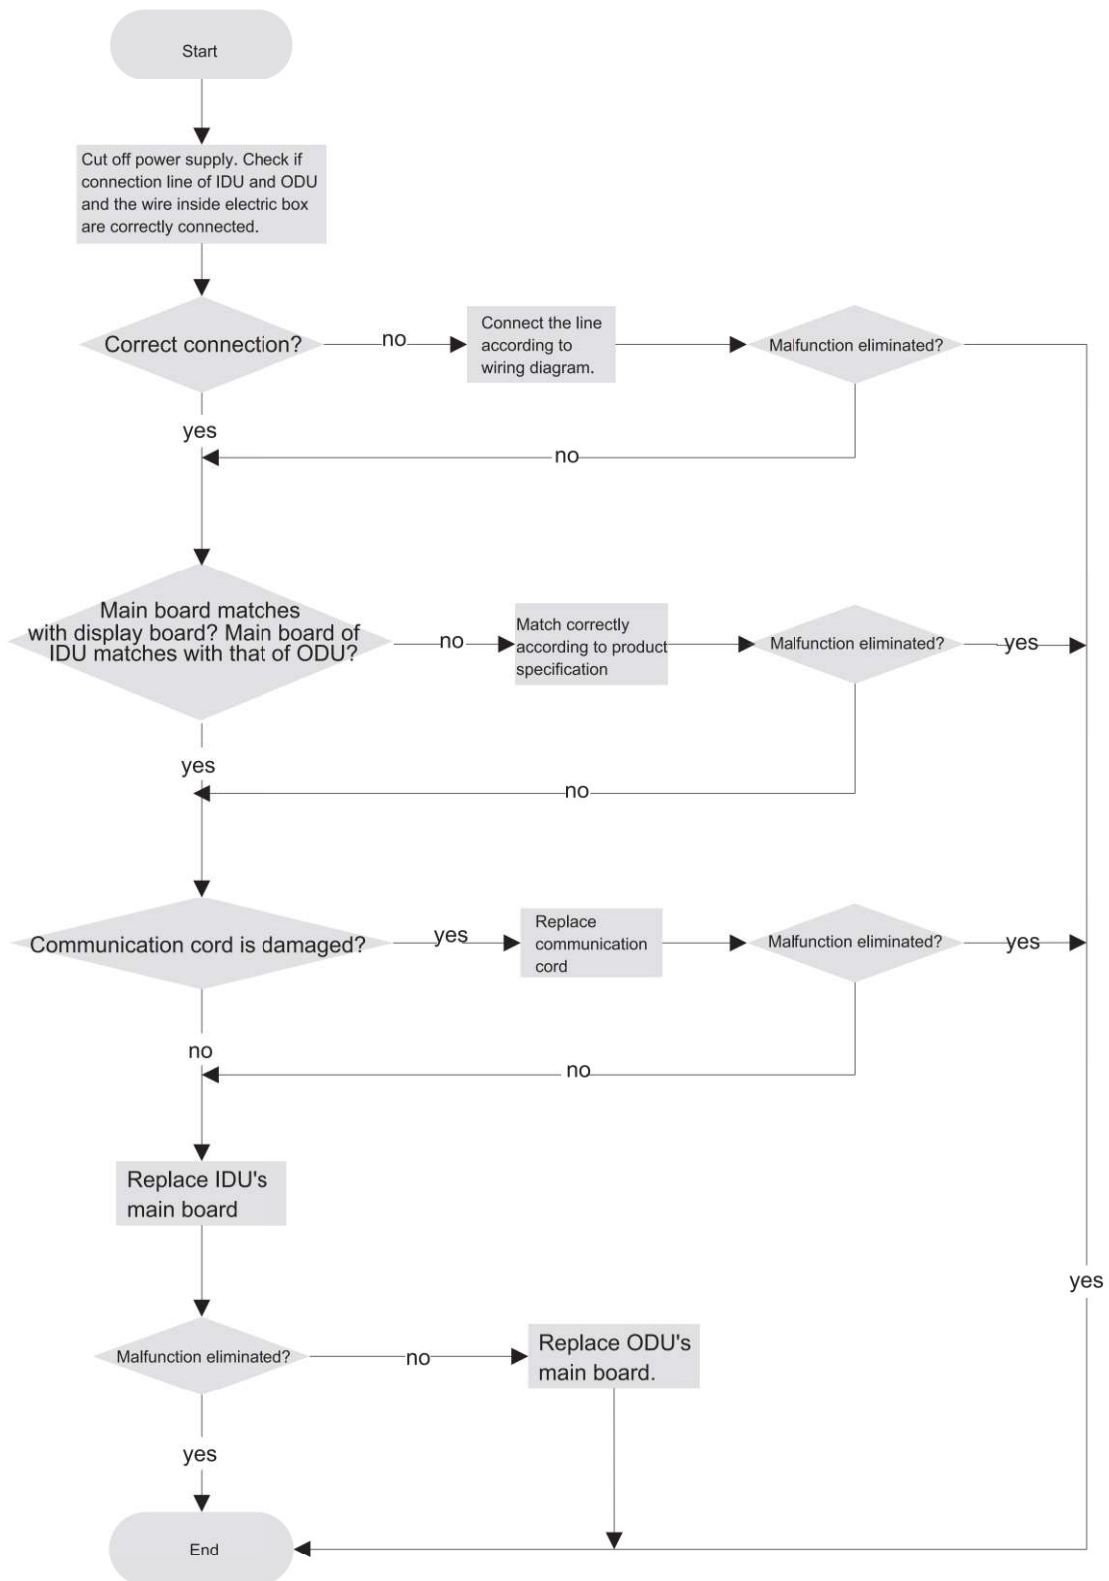 Start
Cut off power supply. Check if
connection line of IDU and ODU
and the wire inside electric box
are correctly connected.
Correct connection?
no
Connect the line
according to
wiring diagram.
Malfunction eliminated?
yes
no
Main board matches
with display board? Main board of
IDU matches with that of ODU?
no
Match correctly
according to product
specification
Malfunction eliminated?
yes
yes
no
Communication cord is damaged?
yes
Replace
communication
cord
Malfunction eliminated?
yes
no
no
Replace IDU's
main board
yes
Malfunction eliminated?
no
Replace ODU's
main board.
yes
End